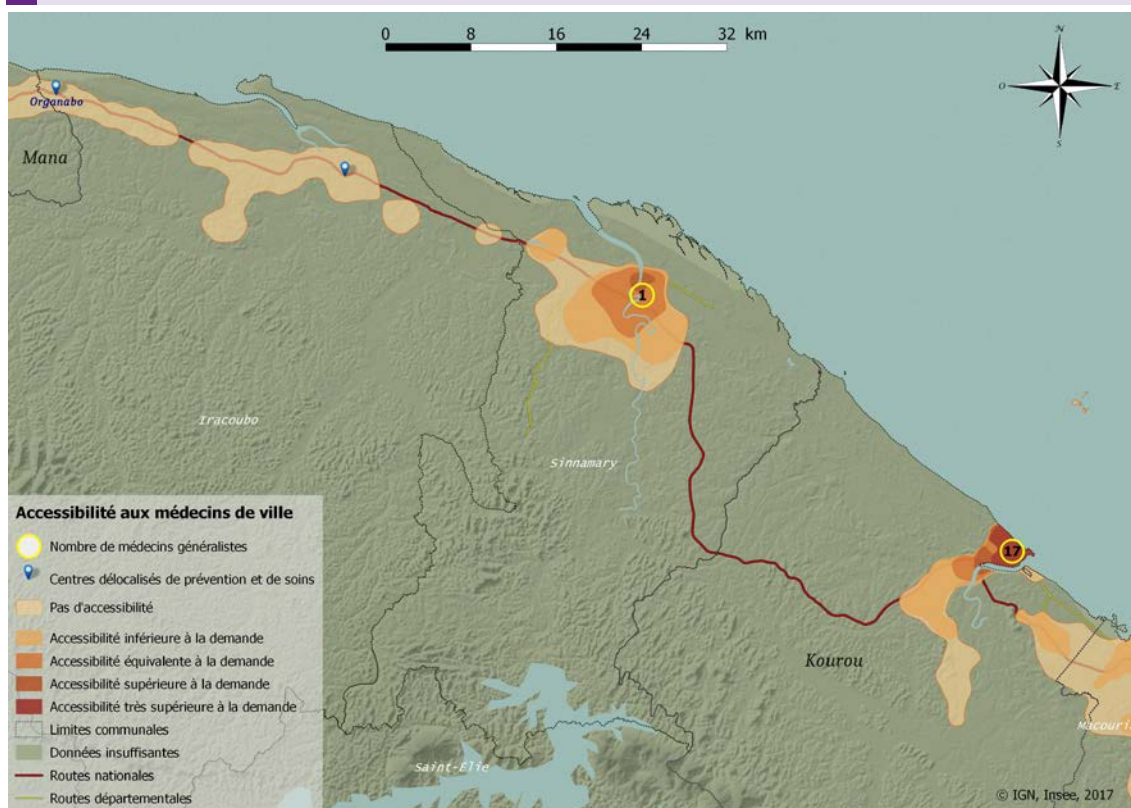 0 8 16 24 32 km
N
O E
S
Organabo
Mana
1
Iracoubo
Sinnamary
17
Kourou
Macouria
Saint-Élie
Accessibilité aux médecins de ville
Nombre de médecins généralistes
Centres délocalisés de prévention et de soins
Pas d'accessibilité
Accessibilité inférieure à la demande
Accessibilité équivalente à la demande
Accessibilité supérieure à la demande
Accessibilité très supérieure à la demande
Limites communales
Données insuffisantes
Routes nationales
Routes départementales
© IGN, Insee, 2017